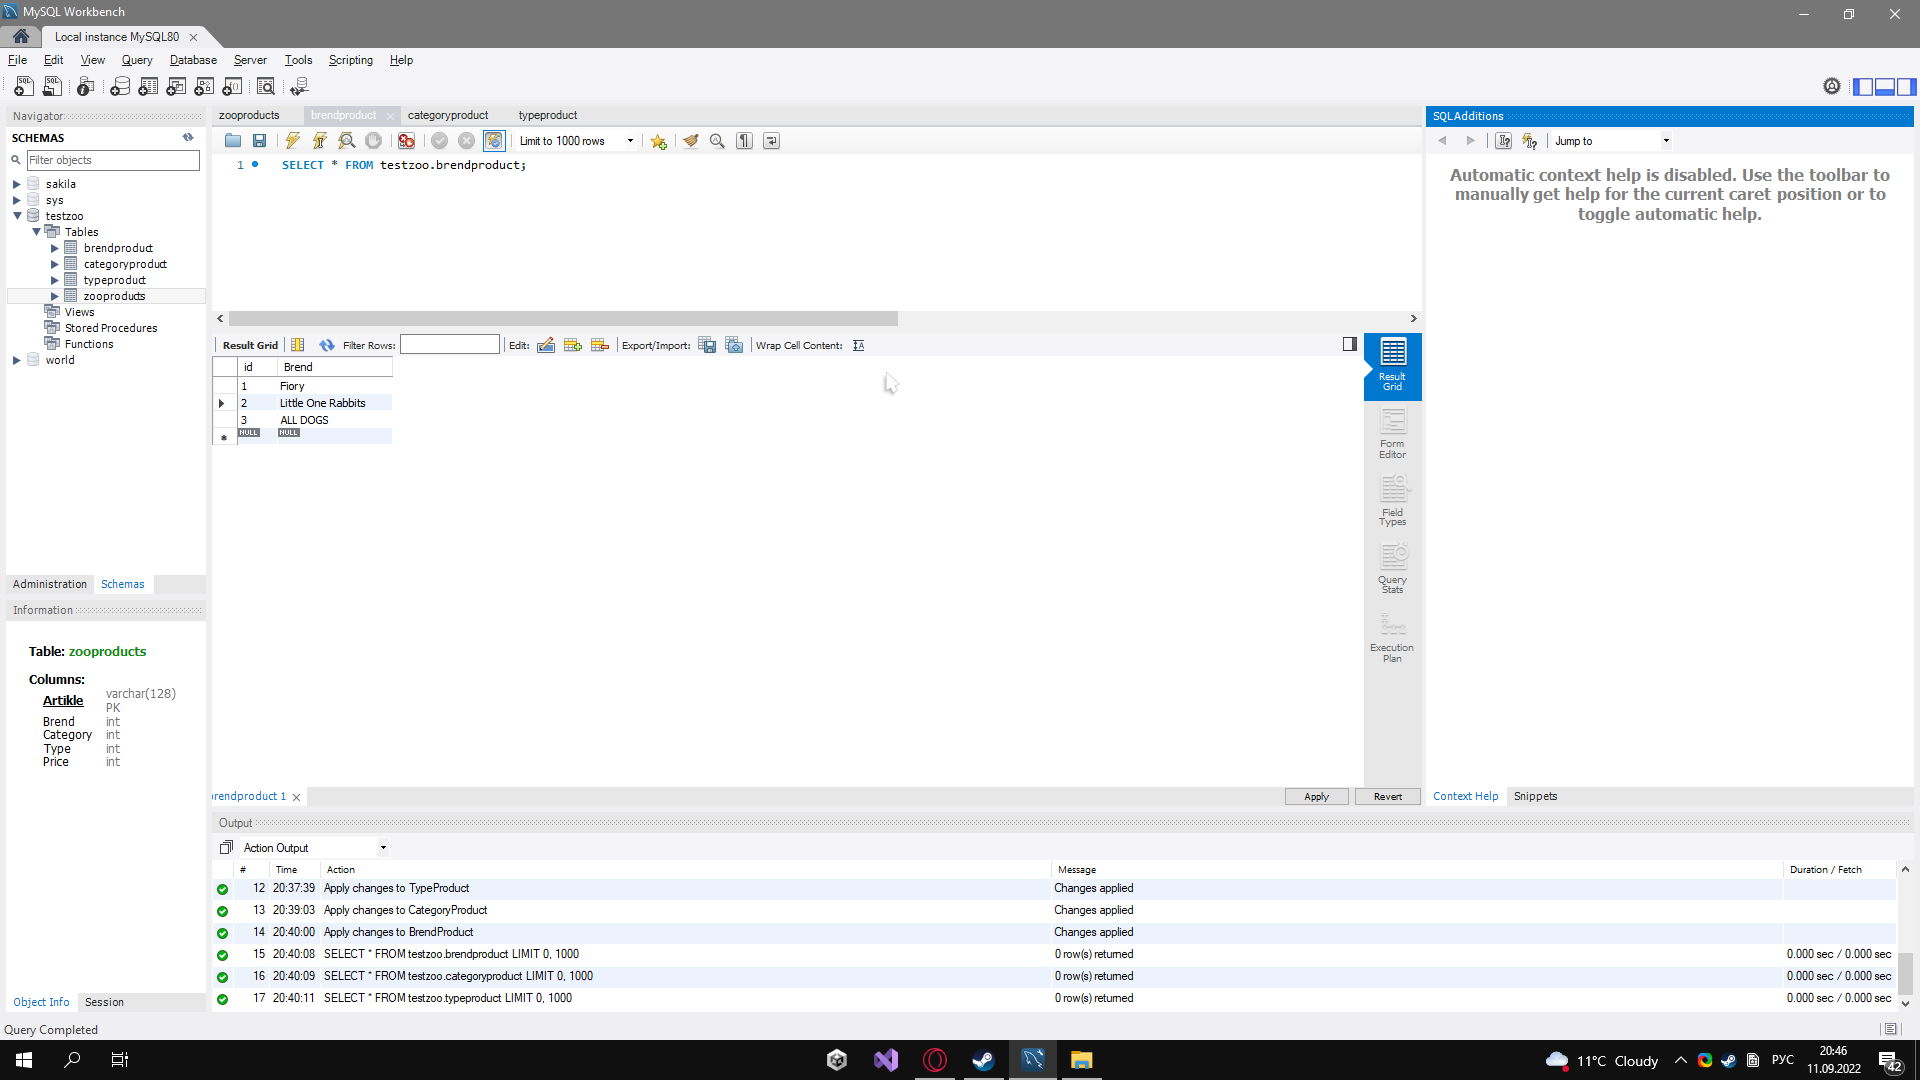 MySQL Workbench
Local instance MySQL80
File Edit View Query Database Server Tools Scripting Help
Navigator
SCHEMAS
Filter objects
sakila
sys
testzoo
Tables
brendproduct
categoryproduct
typeproduct
zooproducts
Views
Stored Procedures
Functions
world
Administration Schemas
Information
Table: zooproducts
Columns:
Artikle varchar(128) PK
Brend int
Category int
Type int
Price int
Object Info Session
Query Completed
zooproducts brendproduct categoryproduct typeproduct
Limit to 1000 rows
1 SELECT * FROM testzoo.brendproduct;
Result Grid Filter Rows: Edit: Export/Import: Wrap Cell Content:
id Brend
1 Fiory
2 Little One Rabbits
3 ALL DOGS
NULL NULL
Result Grid
Form Editor
Field Types
Query Stats
Execution Plan
brendproduct 1
Apply Revert
SQLAdditions
Jump to
Automatic context help is disabled. Use the toolbar to
manually get help for the current caret position or to
toggle automatic help.
Context Help Snippets
Output
Action Output
# Time Action Message Duration / Fetch
12 20:37:39 Apply changes to TypeProduct Changes applied
13 20:39:03 Apply changes to CategoryProduct Changes applied
14 20:40:00 Apply changes to BrendProduct Changes applied
15 20:40:08 SELECT * FROM testzoo.brendproduct LIMIT 0, 1000 0 row(s) returned 0.000 sec / 0.000 sec
16 20:40:09 SELECT * FROM testzoo.categoryproduct LIMIT 0, 1000 0 row(s) returned 0.000 sec / 0.000 sec
17 20:40:11 SELECT * FROM testzoo.typeproduct LIMIT 0, 1000 0 row(s) returned 0.000 sec / 0.000 sec
11°C Cloudy
РУС
20:46
11.09.2022
42